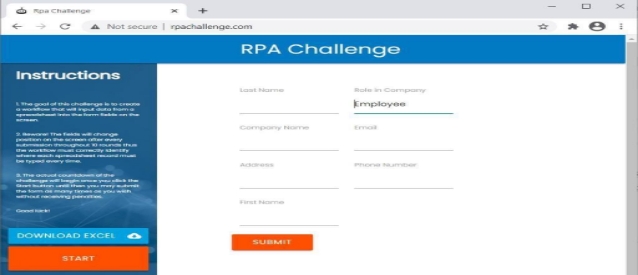 Rpa Challenge
Not secure | rpachallenge.com
RPA Challenge
Instructions
1. The goal of this challenge is to create
a workflow that will input data from a
spreadsheet into the form fields on the
screen.
2. Beware! The fields will change
position on the screen after every
submission throughout 10 rounds thus
the workflow must correctly identify
where each spreadsheet record must
be typed every time.
3. The actual countdown of the
challenge will begin once you click the
Start button until then you may submit
the form as many times as you wish
without receiving penalties.
Good luck!
DOWNLOAD EXCEL
START
Last Name
Role in Company
Employee
Company Name
Email
Address
Phone Number
First Name
SUBMIT